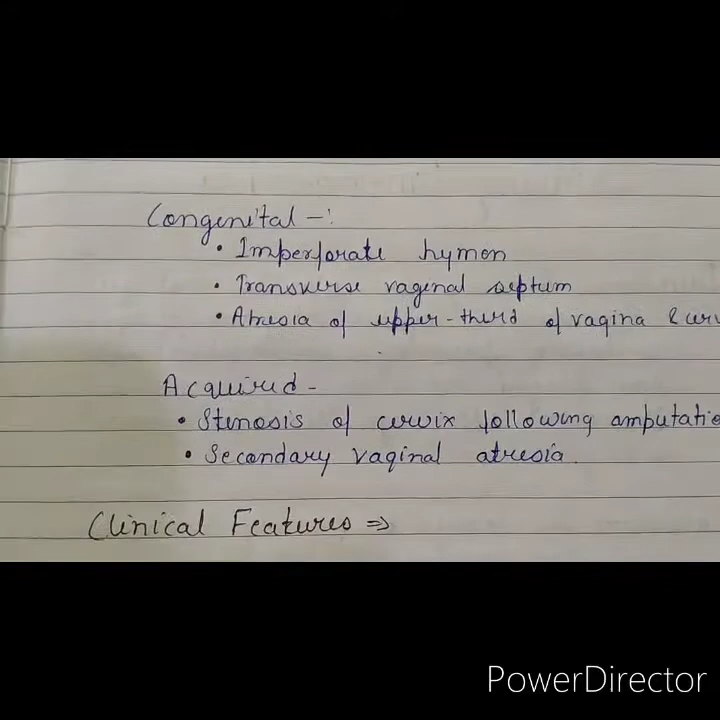 Congenital -:
• Imperforate hymen
• Transverse vagenal septum
• Atresia of upper-third of vagina &
Acquired -
• Stenosis of cervix following
• Secondary vaginal atresia
Clinical Features ⇒
PowerDirector